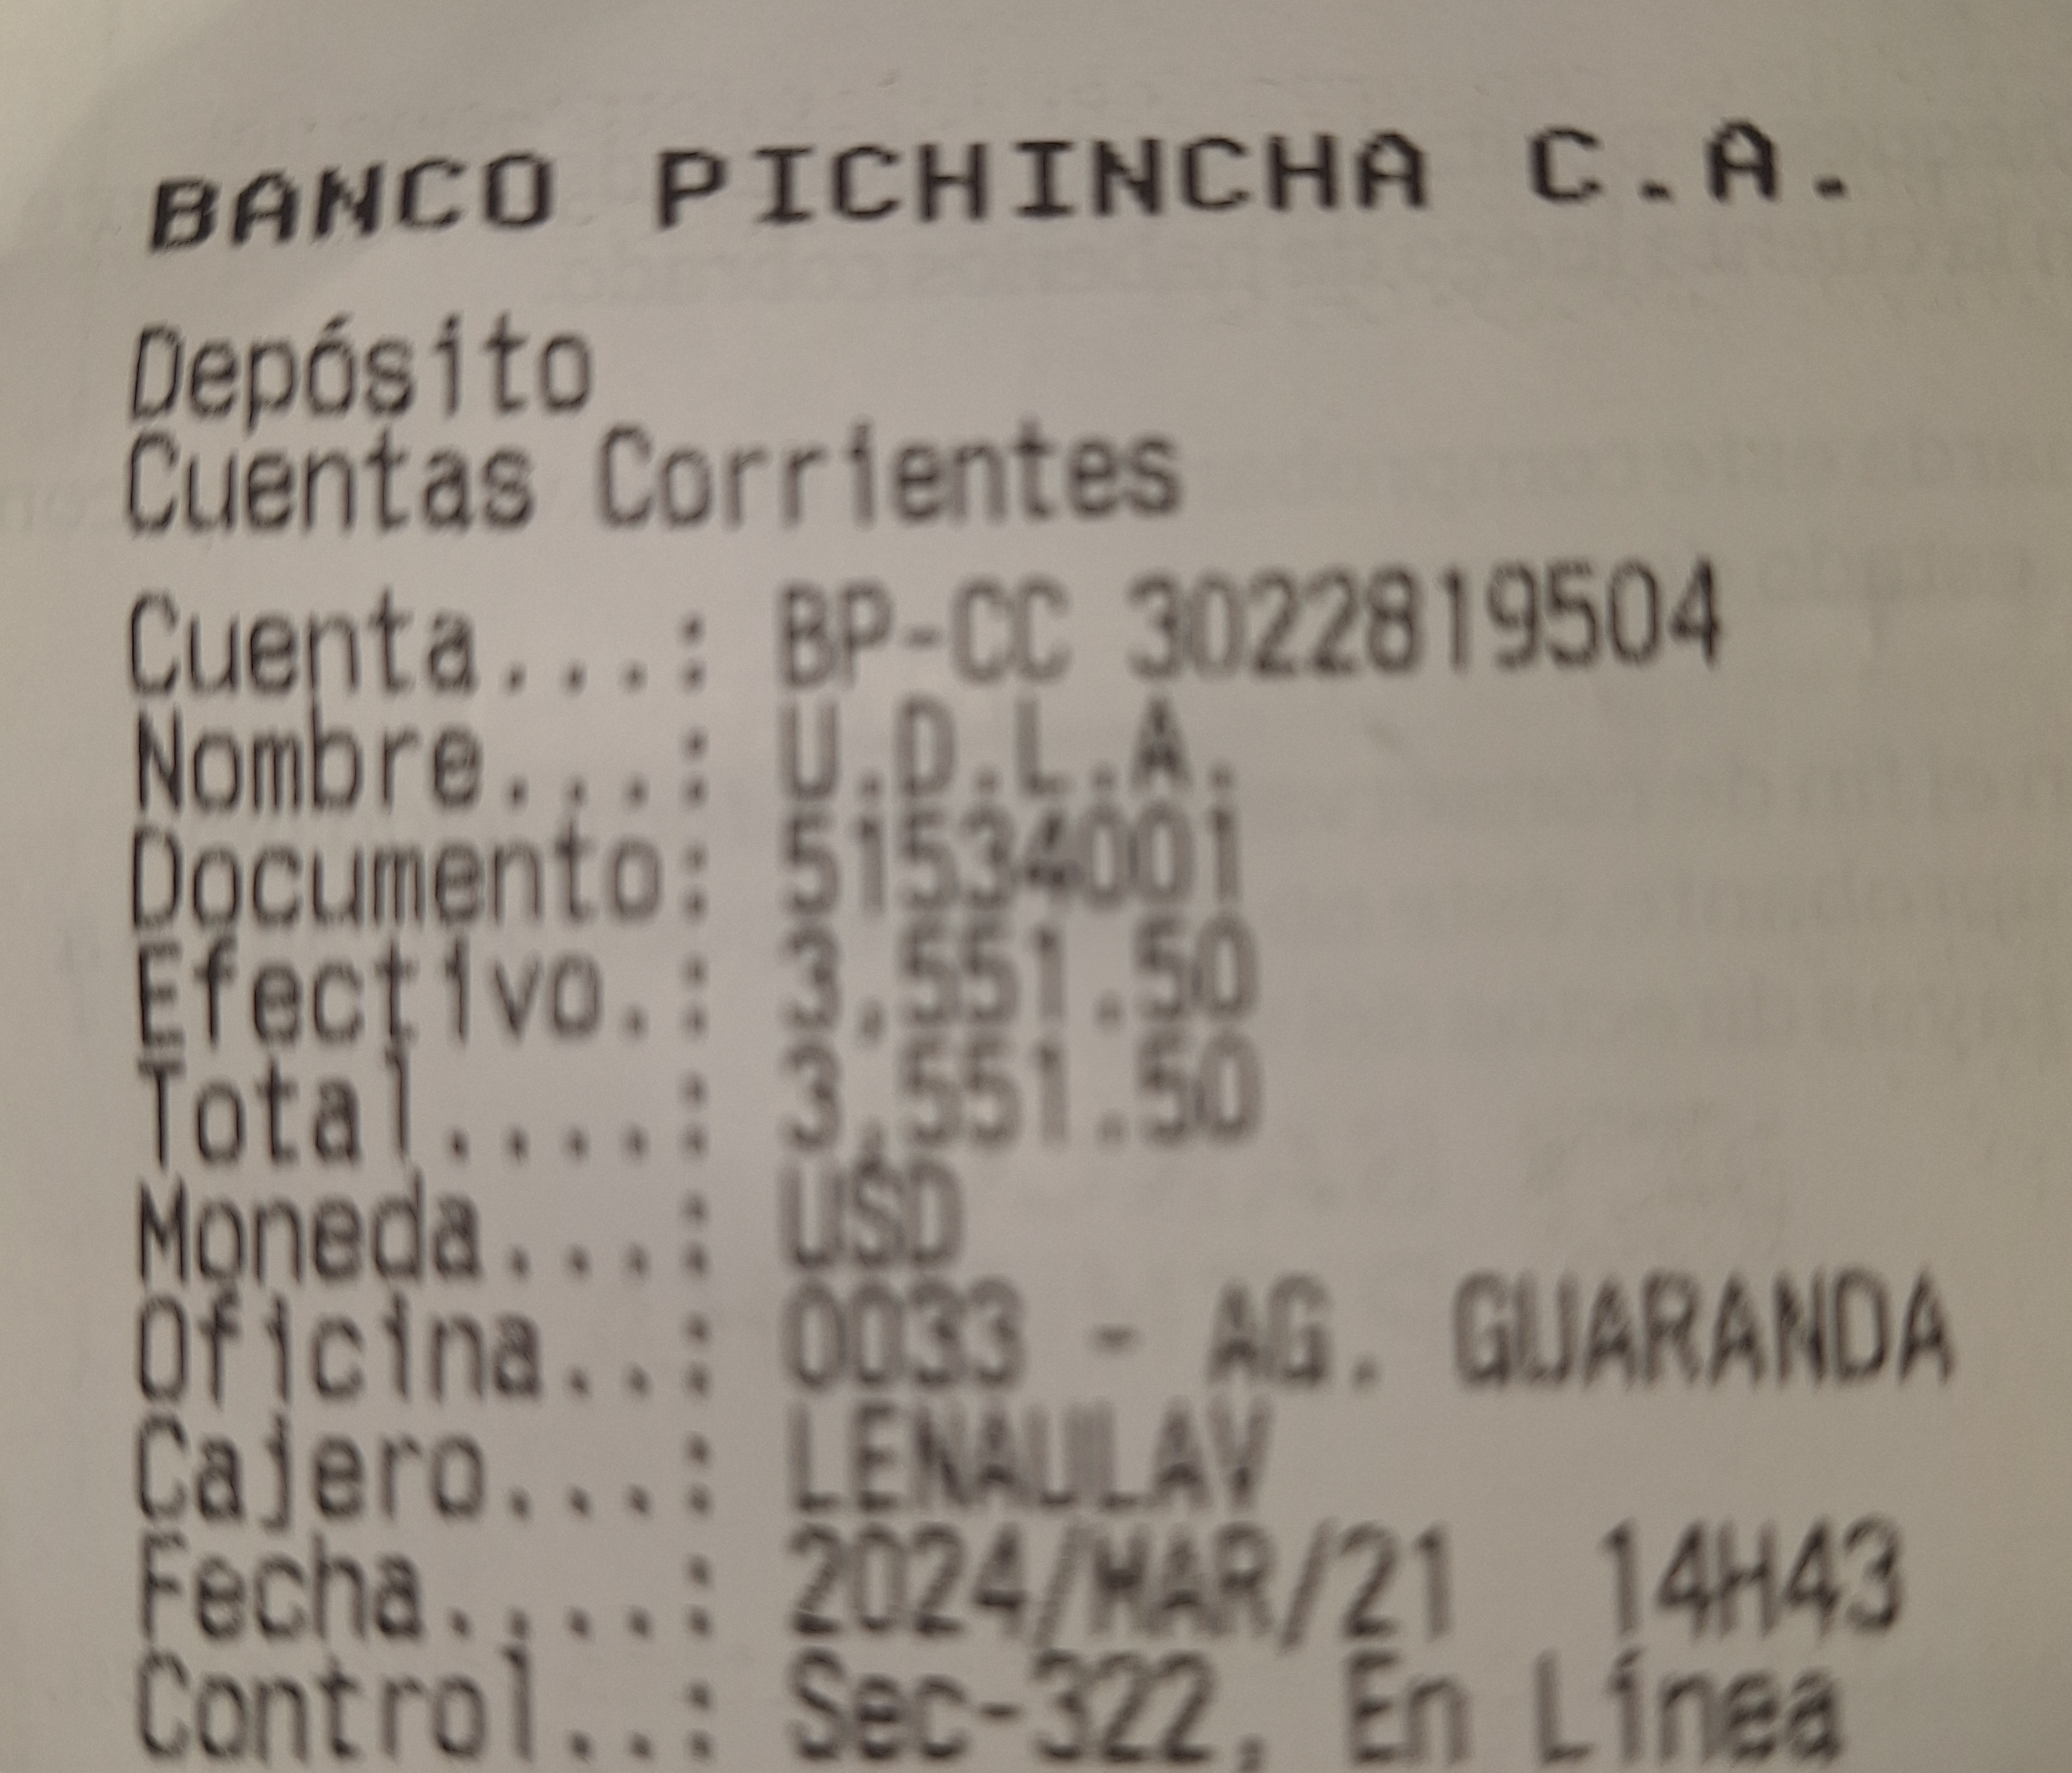 BANCO PICHINCHA C.A.
Depósito
Cuentas Corrientes
Cuenta...: BP-CC 3022819504
Nombre...: U.D.L.A.
Documento: 51534001
Efectivo.: 3,551.50
Total....: 3,551.50
Moneda...: USD
Oficina..: 0033 - AG. GUARANDA
Cajero...: LENAULAV
Fecha....: 2024/MAR/21 14H43
Control..: Sec-322, En Línea